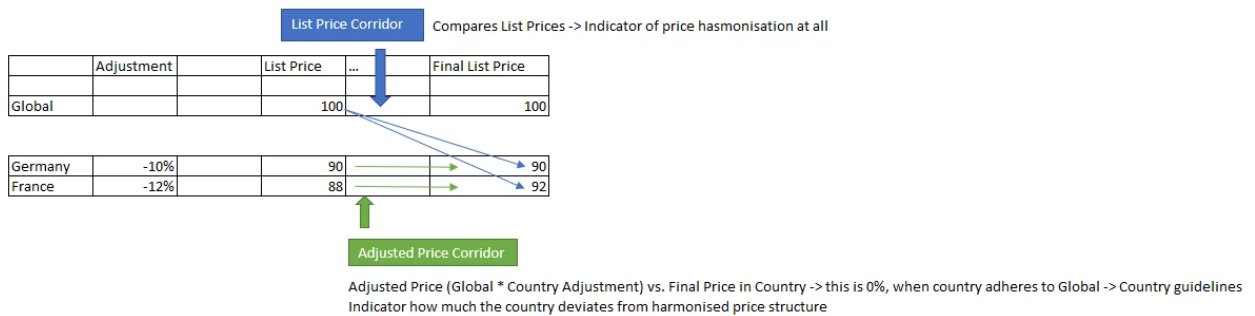 List Price Corridor Compares List Prices -> Indicator of price hasmonisation at all
Adjustment List Price ... Final List Price
Global 100 100
Germany -10% 90 90
France -12% 88 92
Adjusted Price Corridor
Adjusted Price (Global * Country Adjustment) vs. Final Price in Country -> this is 0%, when country adheres to Global -> Country guidelines
Indicator how much the country deviates from harmonised price structure